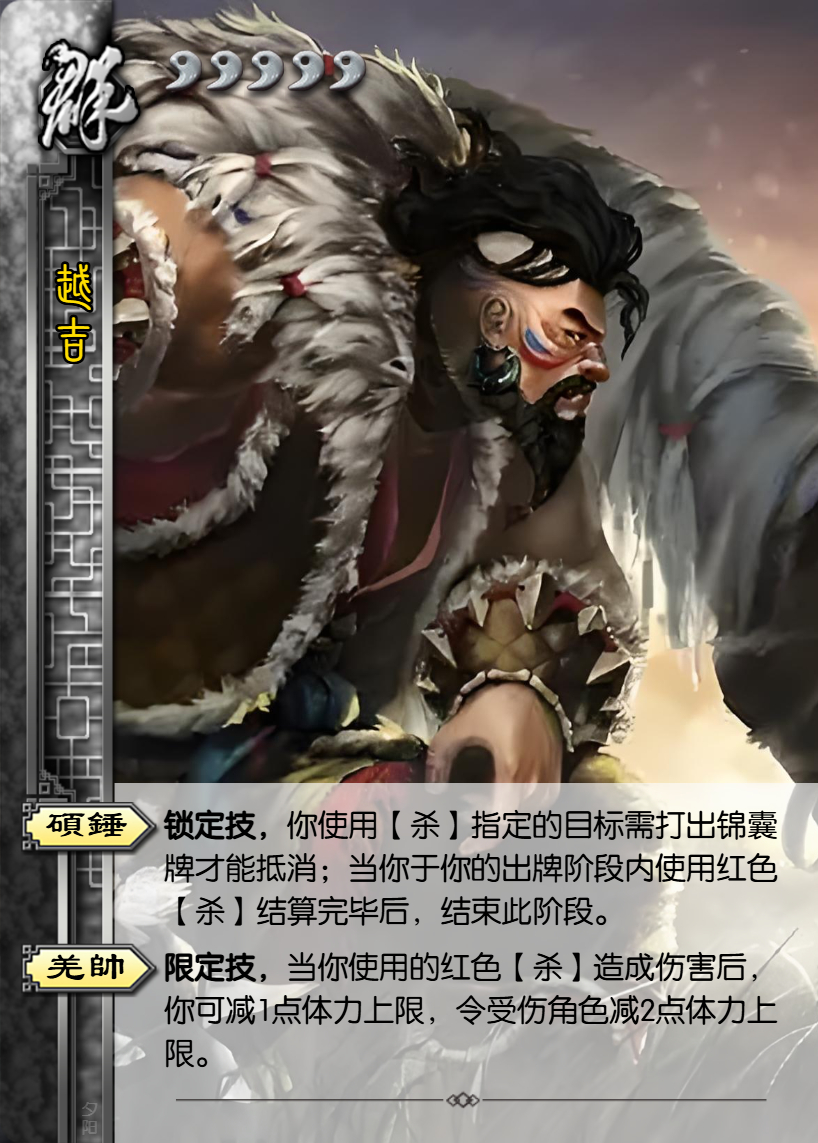 群
越吉
碩錘
锁定技，你使用【杀】指定的目标需打出锦囊
牌才能抵消；当你于你的出牌阶段内使用红色
【杀】结算完毕后，结束此阶段。
羌帥
限定技，当你使用的红色【杀】造成伤害后，
你可减1点体力上限，令受伤角色减2点体力上
限。
夕阳